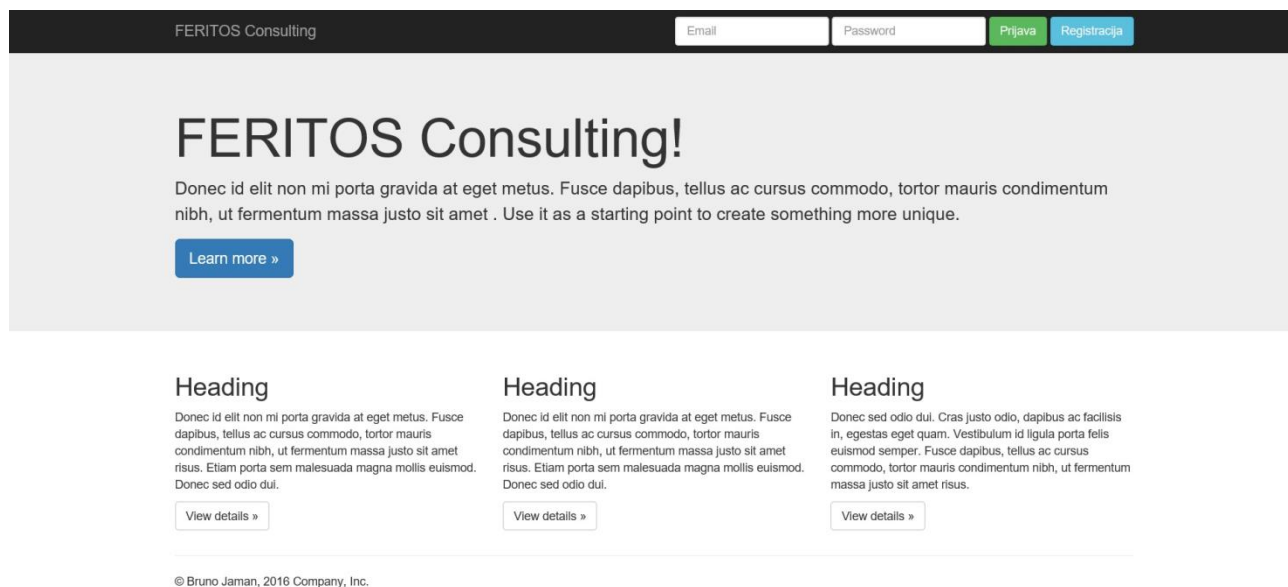 FERITOS Consulting
Email
Password
Prijava
Registracija
FERITOS Consulting!
Donec id elit non mi porta gravida at eget metus. Fusce dapibus, tellus ac cursus commodo, tortor mauris condimentum
nibh, ut fermentum massa justo sit amet . Use it as a starting point to create something more unique.
Learn more »
Heading
Donec id elit non mi porta gravida at eget metus. Fusce
dapibus, tellus ac cursus commodo, tortor mauris
condimentum nibh, ut fermentum massa justo sit amet
risus. Etiam porta sem malesuada magna mollis euismod.
Donec sed odio dui.
View details »
Heading
Donec id elit non mi porta gravida at eget metus. Fusce
dapibus, tellus ac cursus commodo, tortor mauris
condimentum nibh, ut fermentum massa justo sit amet
risus. Etiam porta sem malesuada magna mollis euismod.
Donec sed odio dui.
View details »
Heading
Donec sed odio dui. Cras justo odio, dapibus ac facilisis
in, egestas eget quam. Vestibulum id ligula porta felis
euismod semper. Fusce dapibus, tellus ac cursus
commodo, tortor mauris condimentum nibh, ut fermentum
massa justo sit amet risus.
View details »
© Bruno Jaman, 2016 Company, Inc.